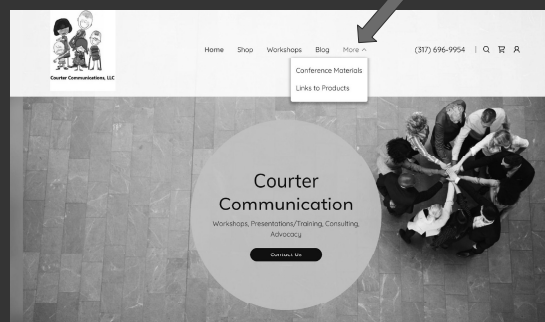 Courter Communications, LLC
Home Shop Workshops Blog More (317) 696-9954
Conference Materials
Links to Products
Courter
Communication
Workshops, Presentations/Training, Consulting,
Advocacy
Contact Us